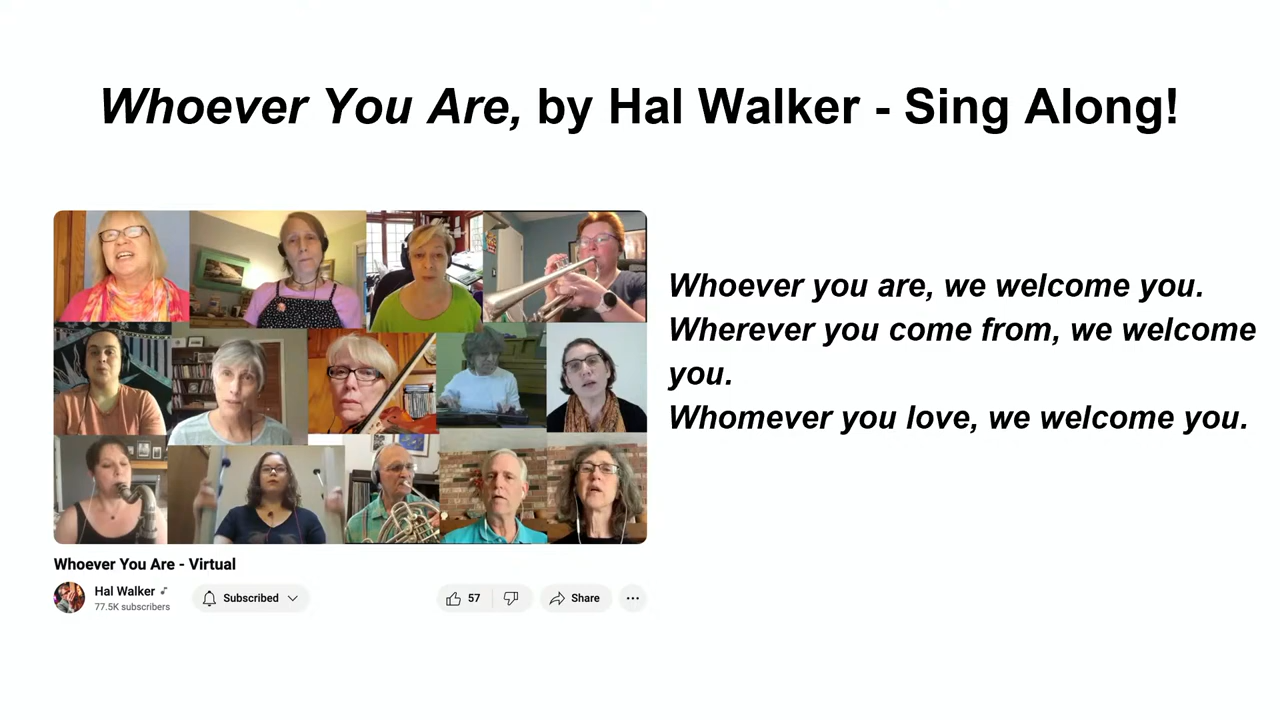 Whoever You Are, by Hal Walker - Sing Along!
Whoever you are, we welcome you.
Wherever you come from, we welcome
you.
Whomever you love, we welcome you.
Whoever You Are - Virtual
Hal Walker
77.5K subscribers
Subscribed
57
Share